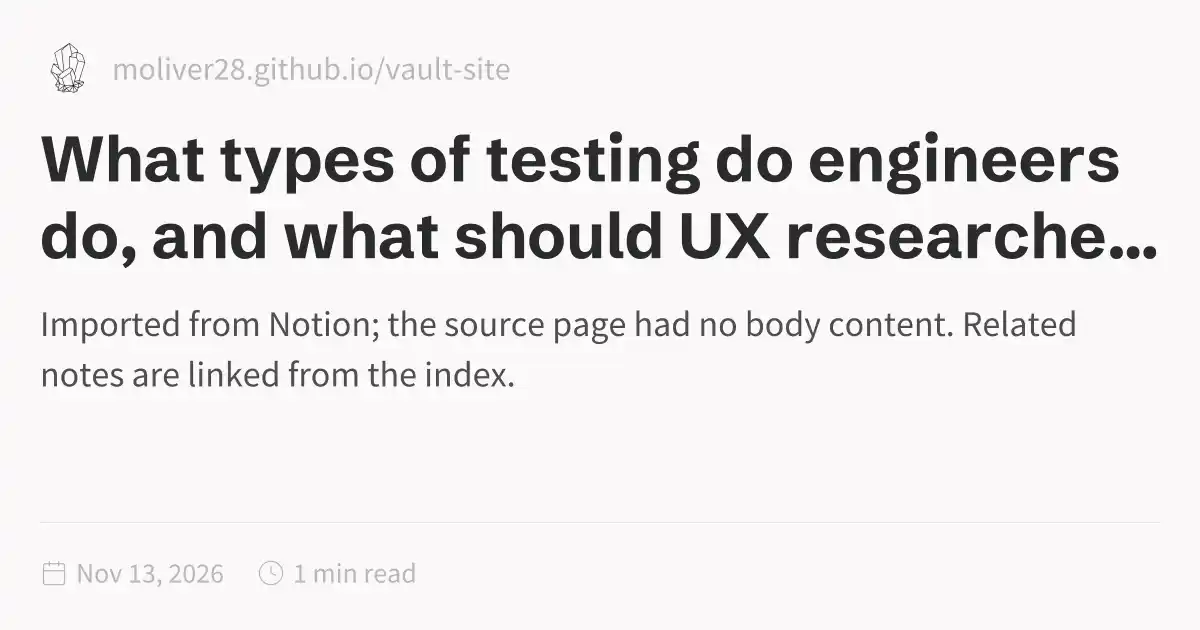 moliver28.github.io/vault-site
What types of testing do engineers
do, and what should UX researche...
Imported from Notion; the source page had no body content. Related
notes are linked from the index.
Nov 13, 2026 1 min read